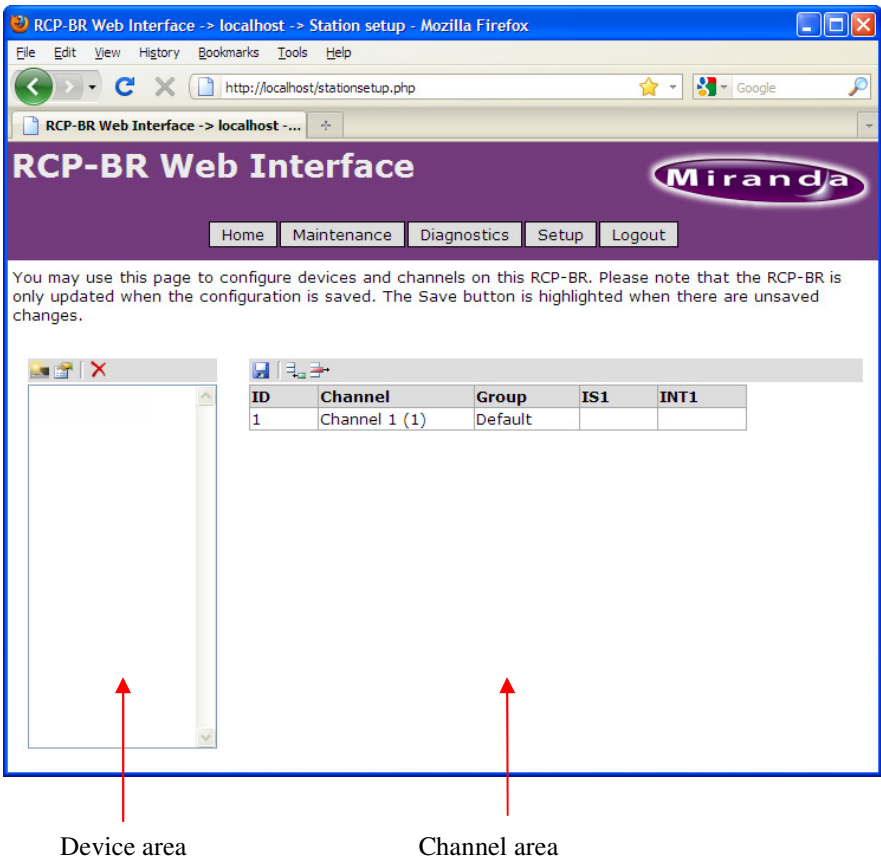 RCP-BR Web Interface -> localhost -> Station setup - Mozilla Firefox
File Edit View History Bookmarks Tools Help
http://localhost/stationsetup.php Google
RCP-BR Web Interface -> localhost -...
RCP-BR Web Interface
Miranda
Home Maintenance Diagnostics Setup Logout
You may use this page to configure devices and channels on this RCP-BR. Please note that the RCP-BR is
only updated when the configuration is saved. The Save button is highlighted when there are unsaved
changes.
ID Channel Group IS1 INT1
1 Channel 1 (1) Default
Device area Channel area